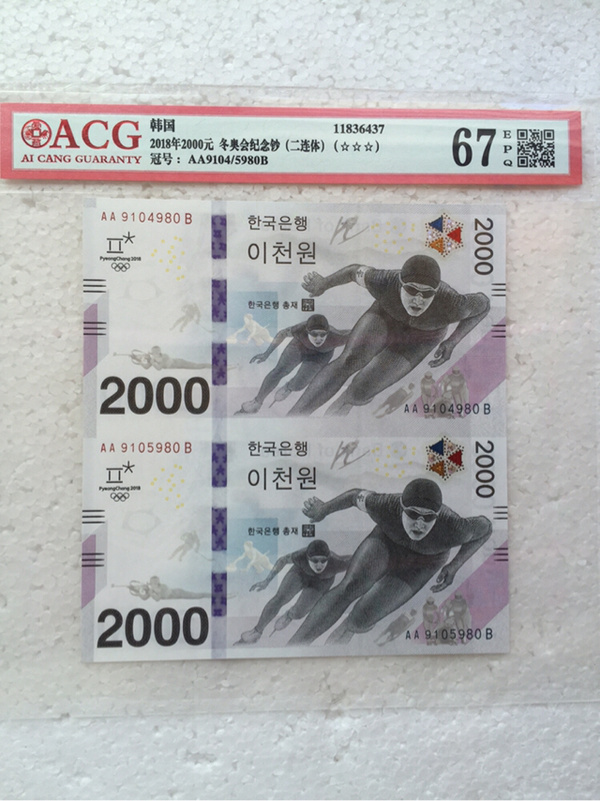 ACG
AI CANG GUARANTY
韩国
11836437
2018年2000元 冬奥会纪念钞（二连体）（☆☆☆）
冠号：AA9104/5980B
67
EPQ
AA 9104980 B
PyeongChang 2018
한국은행
이천원
2000
한국은행 총재
2000
AA 9104980 B
AA 9105980 B
PyeongChang 2018
한국은행
이천원
2000
한국은행 총재
2000
AA 9105980 B